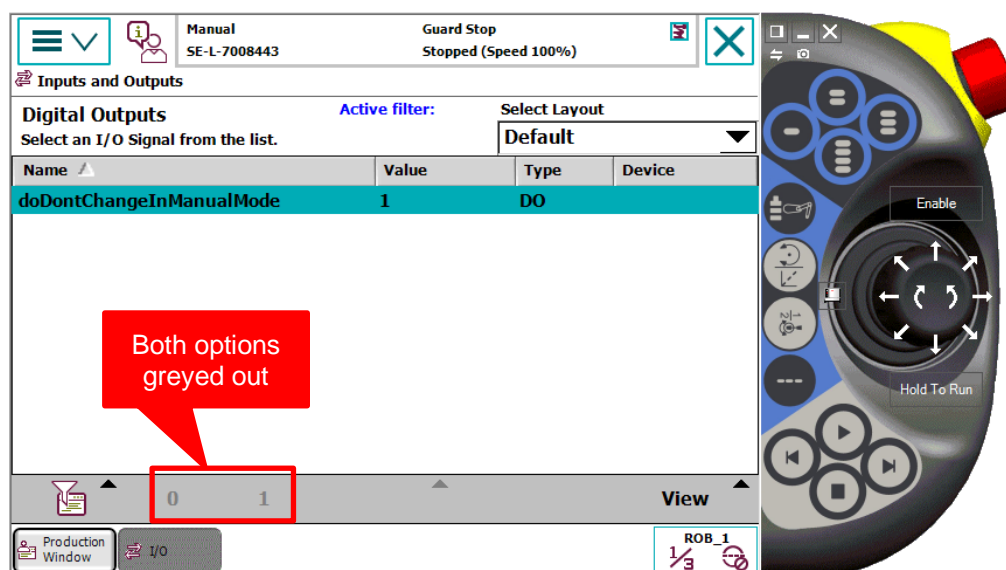 Manual
SE-L-7008443
Guard Stop
Stopped (Speed 100%)
Inputs and Outputs
Digital Outputs
Select an I/O Signal from the list.
Active filter:
Select Layout
Default
Name Value Type Device
doDontChangeInManualMode 1 DO
Both options
greyed out
0 1
View
Production
Window
I/O
ROB_1
1/3
Enable
Hold To Run